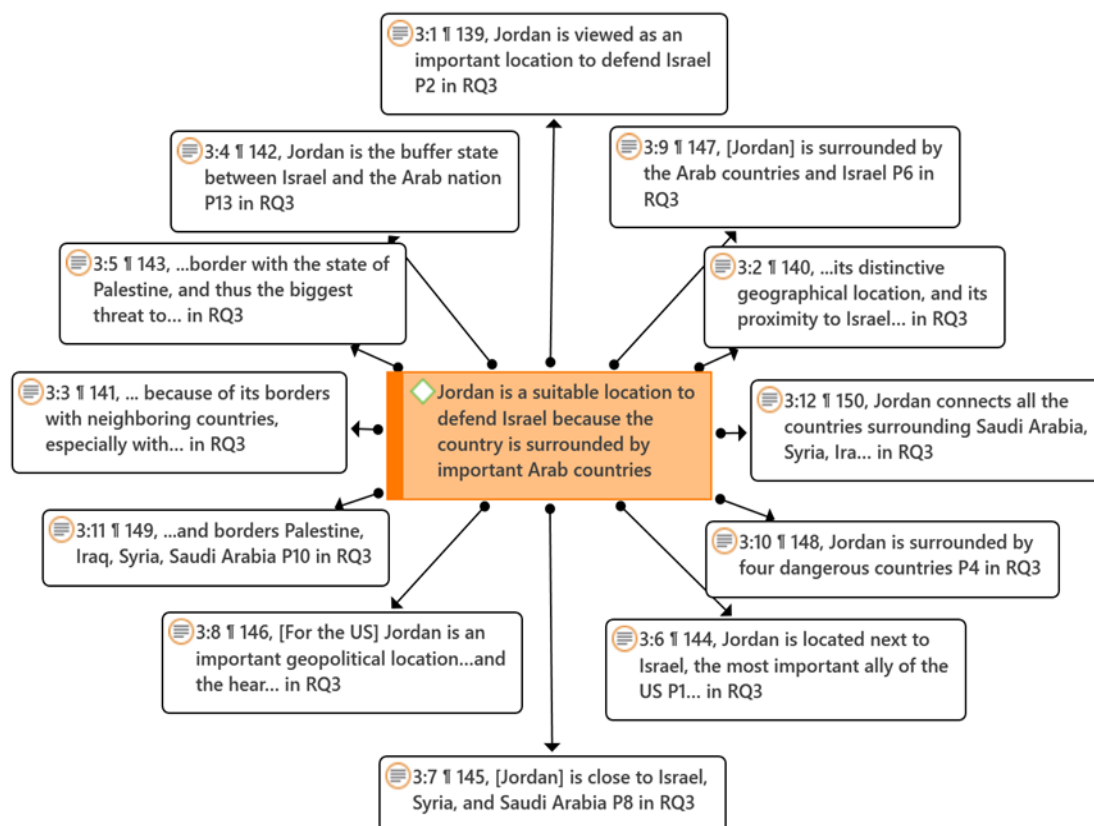 3:1 ¶ 139, Jordan is viewed as an
important location to defend Israel
P2 in RQ3
3:4 ¶ 142, Jordan is the buffer state
between Israel and the Arab nation
P13 in RQ3
3:9 ¶ 147, [Jordan] is surrounded by
the Arab countries and Israel P6 in
RQ3
3:5 ¶ 143, ...border with the state of
Palestine, and thus the biggest
threat to... in RQ3
3:2 ¶ 140, ...its distinctive
geographical location, and its
proximity to Israel... in RQ3
3:3 ¶ 141, ... because of its borders
with neighboring countries,
especially with... in RQ3
Jordan is a suitable location to
defend Israel because the
country is surrounded by
important Arab countries
3:12 ¶ 150, Jordan connects all the
countries surrounding Saudi Arabia,
Syria, Ira... in RQ3
3:11 ¶ 149, ...and borders Palestine,
Iraq, Syria, Saudi Arabia P10 in RQ3
3:10 ¶ 148, Jordan is surrounded by
four dangerous countries P4 in RQ3
3:8 ¶ 146, [For the US] Jordan is an
important geopolitical location...and
the hear... in RQ3
3:6 ¶ 144, Jordan is located next to
Israel, the most important ally of the
US P1... in RQ3
3:7 ¶ 145, [Jordan] is close to Israel,
Syria, and Saudi Arabia P8 in RQ3